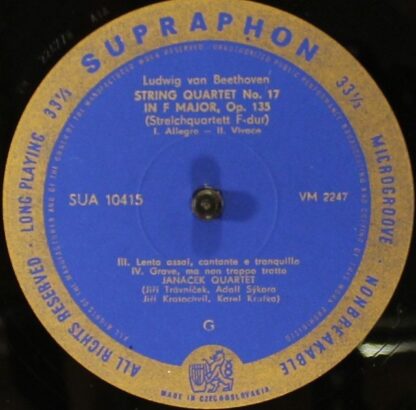 SUPRAPHON
33⅓
33⅓
LONG PLAYING
MICROGROOVE
ALL RIGHTS RESERVED
NONBREAKABLE
Ludwig van Beethoven
STRING QUARTET No. 17
IN F MAJOR, Op. 135
(Streichquartett F-dur)
I. Allegro – II. Vivace
SUA 10415
VM 2247
III. Lento assai, cantante e tranquillo
IV. Grave, ma non troppo tratto
JANÁČEK QUARTET
(Jiří Trávníček, Adolf Sýkora
Jiří Kratochvíl, Karel Krafka)
G
MADE IN CZECHOSLOVAKIA